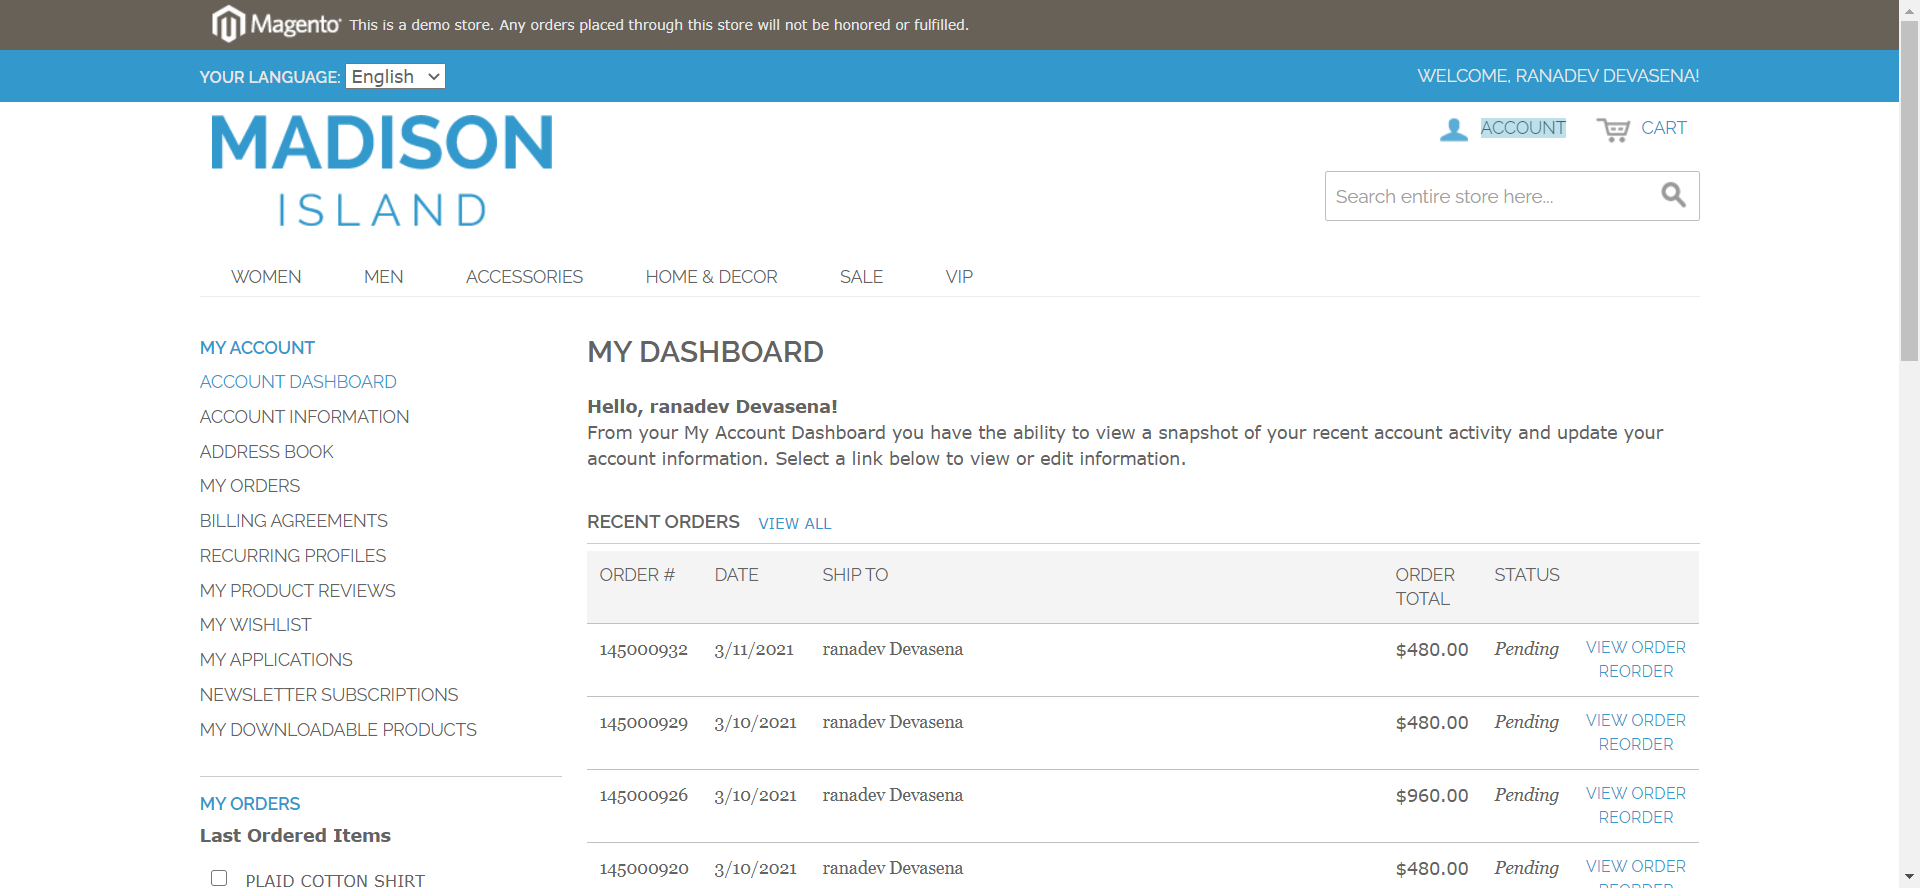 Magento This is a demo store. Any orders placed through this store will not be honored or fulfilled.
YOUR LANGUAGE: English
WELCOME, RANADEV DEVASENA!
MADISON
ISLAND
ACCOUNT CART
Search entire store here...
WOMEN MEN ACCESSORIES HOME & DECOR SALE VIP
MY ACCOUNT
ACCOUNT DASHBOARD
ACCOUNT INFORMATION
ADDRESS BOOK
MY ORDERS
BILLING AGREEMENTS
RECURRING PROFILES
MY PRODUCT REVIEWS
MY WISHLIST
MY APPLICATIONS
NEWSLETTER SUBSCRIPTIONS
MY DOWNLOADABLE PRODUCTS
MY ORDERS
Last Ordered Items
PLAID COTTON SHIRT
MY DASHBOARD
Hello, ranadev Devasena!
From your My Account Dashboard you have the ability to view a snapshot of your recent account activity and update your
account information. Select a link below to view or edit information.
RECENT ORDERS VIEW ALL
ORDER # DATE SHIP TO ORDER TOTAL STATUS
145000932 3/11/2021 ranadev Devasena $480.00 Pending VIEW ORDER
REORDER
145000929 3/10/2021 ranadev Devasena $480.00 Pending VIEW ORDER
REORDER
145000926 3/10/2021 ranadev Devasena $960.00 Pending VIEW ORDER
REORDER
145000920 3/10/2021 ranadev Devasena $480.00 Pending VIEW ORDER
REORDER